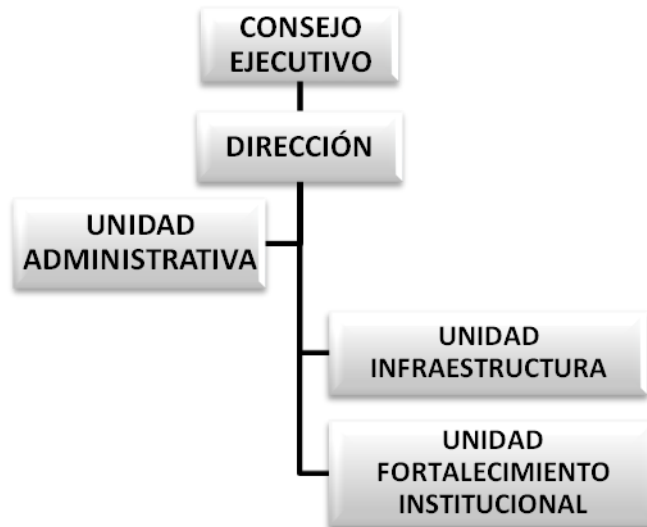 CONSEJO
EJECUTIVO
DIRECCIÓN
UNIDAD
ADMINISTRATIVA
UNIDAD
INFRAESTRUCTURA
UNIDAD
FORTALECIMIENTO
INSTITUCIONAL